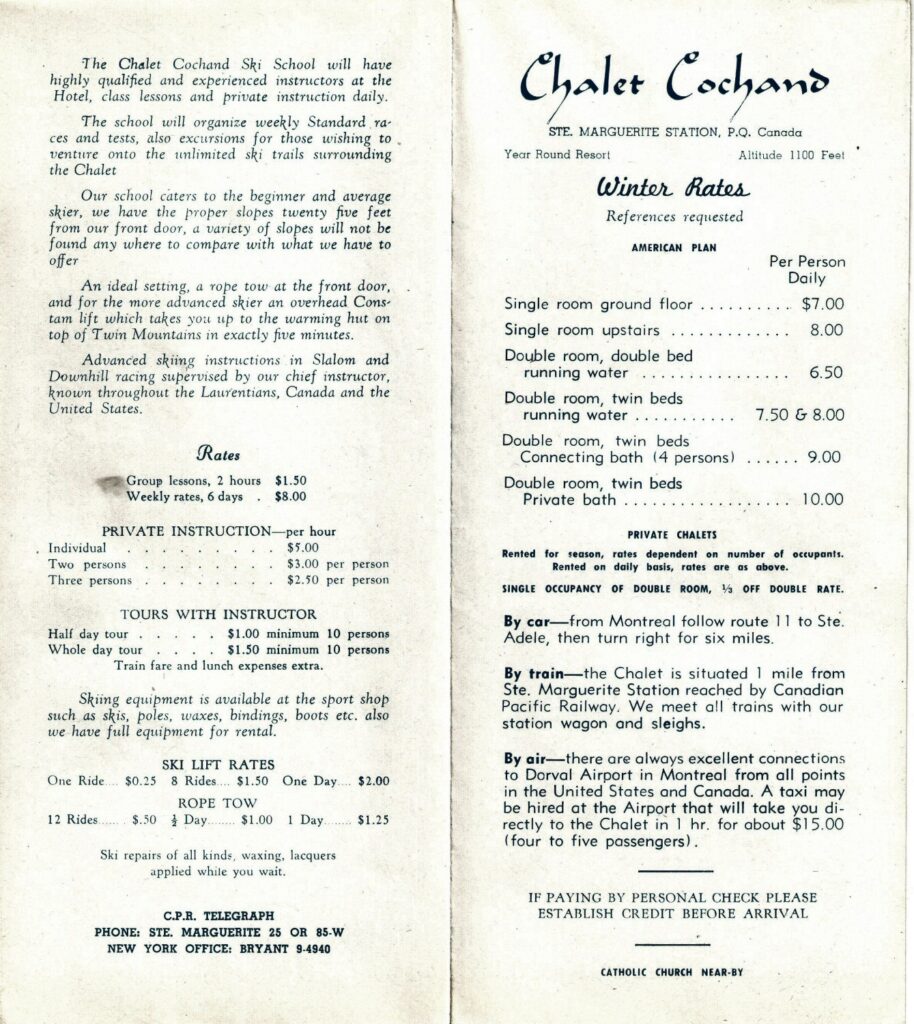 The Chalet Cochand Ski School will have
highly qualified and experienced instructors at the
Hotel, class lessons and private instruction daily.
The school will organize weekly Standard ra-
ces and tests, also excursions for those wishing to
venture onto the unlimited ski trails surrounding
the Chalet
Our school caters to the beginner and average
skier, we have the proper slopes twenty five feet
from our front door, a variety of slopes will not be
found any where to compare with what we have to
offer
An ideal setting, a rope tow at the front door,
and for the more advanced skier an overhead Cons-
tam lift which takes you up to the warming hut on
top of Twin Mountains in exactly five minutes.
Advanced skiing instructions in Slalom and
Downhill racing supervised by our chief instructor,
known throughout the Laurentians, Canada and the
United States.
Rates
Group lessons, 2 hours $1.50
Weekly rates, 6 days . $8.00
PRIVATE INSTRUCTION—per hour
Individual . . . . . . . . . $5.00
Two persons . . . . . . . . $3.00 per person
Three persons . . . . . . . $2.50 per person
TOURS WITH INSTRUCTOR
Half day tour . . . . . $1.00 minimum 10 persons
Whole day tour . . . . $1.50 minimum 10 persons
Train fare and lunch expenses extra.
Skiing equipment is available at the sport shop
such as skis, poles, waxes, bindings, boots etc. also
we have full equipment for rental.
SKI LIFT RATES
One Ride.... $0.25 8 Rides.... $1.50 One Day.... $2.00
ROPE TOW
12 Rides....... $.50 ½ Day........ $1.00 1 Day........ $1.25
Ski repairs of all kinds, waxing, lacquers
applied while you wait.
C.P.R. TELEGRAPH
PHONE: STE. MARGUERITE 25 OR 85-W
NEW YORK OFFICE: BRYANT 9-4940
Chalet Cochand
STE. MARGUERITE STATION, P.Q. Canada
Year Round Resort Altitude 1100 Feet
Winter Rates
References requested
AMERICAN PLAN
Per Person
Daily
Single room ground floor .......... $7.00
Single room upstairs ............. 8.00
Double room, double bed
running water ................ 6.50
Double room, twin beds
running water ........... 7.50 & 8.00
Double room, twin beds
Connecting bath (4 persons) ...... 9.00
Double room, twin beds
Private bath .................. 10.00
PRIVATE CHALETS
Rented for season, rates dependent on number of occupants.
Rented on daily basis, rates are as above.
SINGLE OCCUPANCY OF DOUBLE ROOM, ⅓ OFF DOUBLE RATE.
By car—from Montreal follow route 11 to Ste.
Adele, then turn right for six miles.
By train—the Chalet is situated 1 mile from
Ste. Marguerite Station reached by Canadian
Pacific Railway. We meet all trains with our
station wagon and sleighs.
By air—there are always excellent connections
to Dorval Airport in Montreal from all points
in the United States and Canada. A taxi may
be hired at the Airport that will take you di-
rectly to the Chalet in 1 hr. for about $15.00
(four to five passengers).
IF PAYING BY PERSONAL CHECK PLEASE
ESTABLISH CREDIT BEFORE ARRIVAL
CATHOLIC CHURCH NEAR-BY